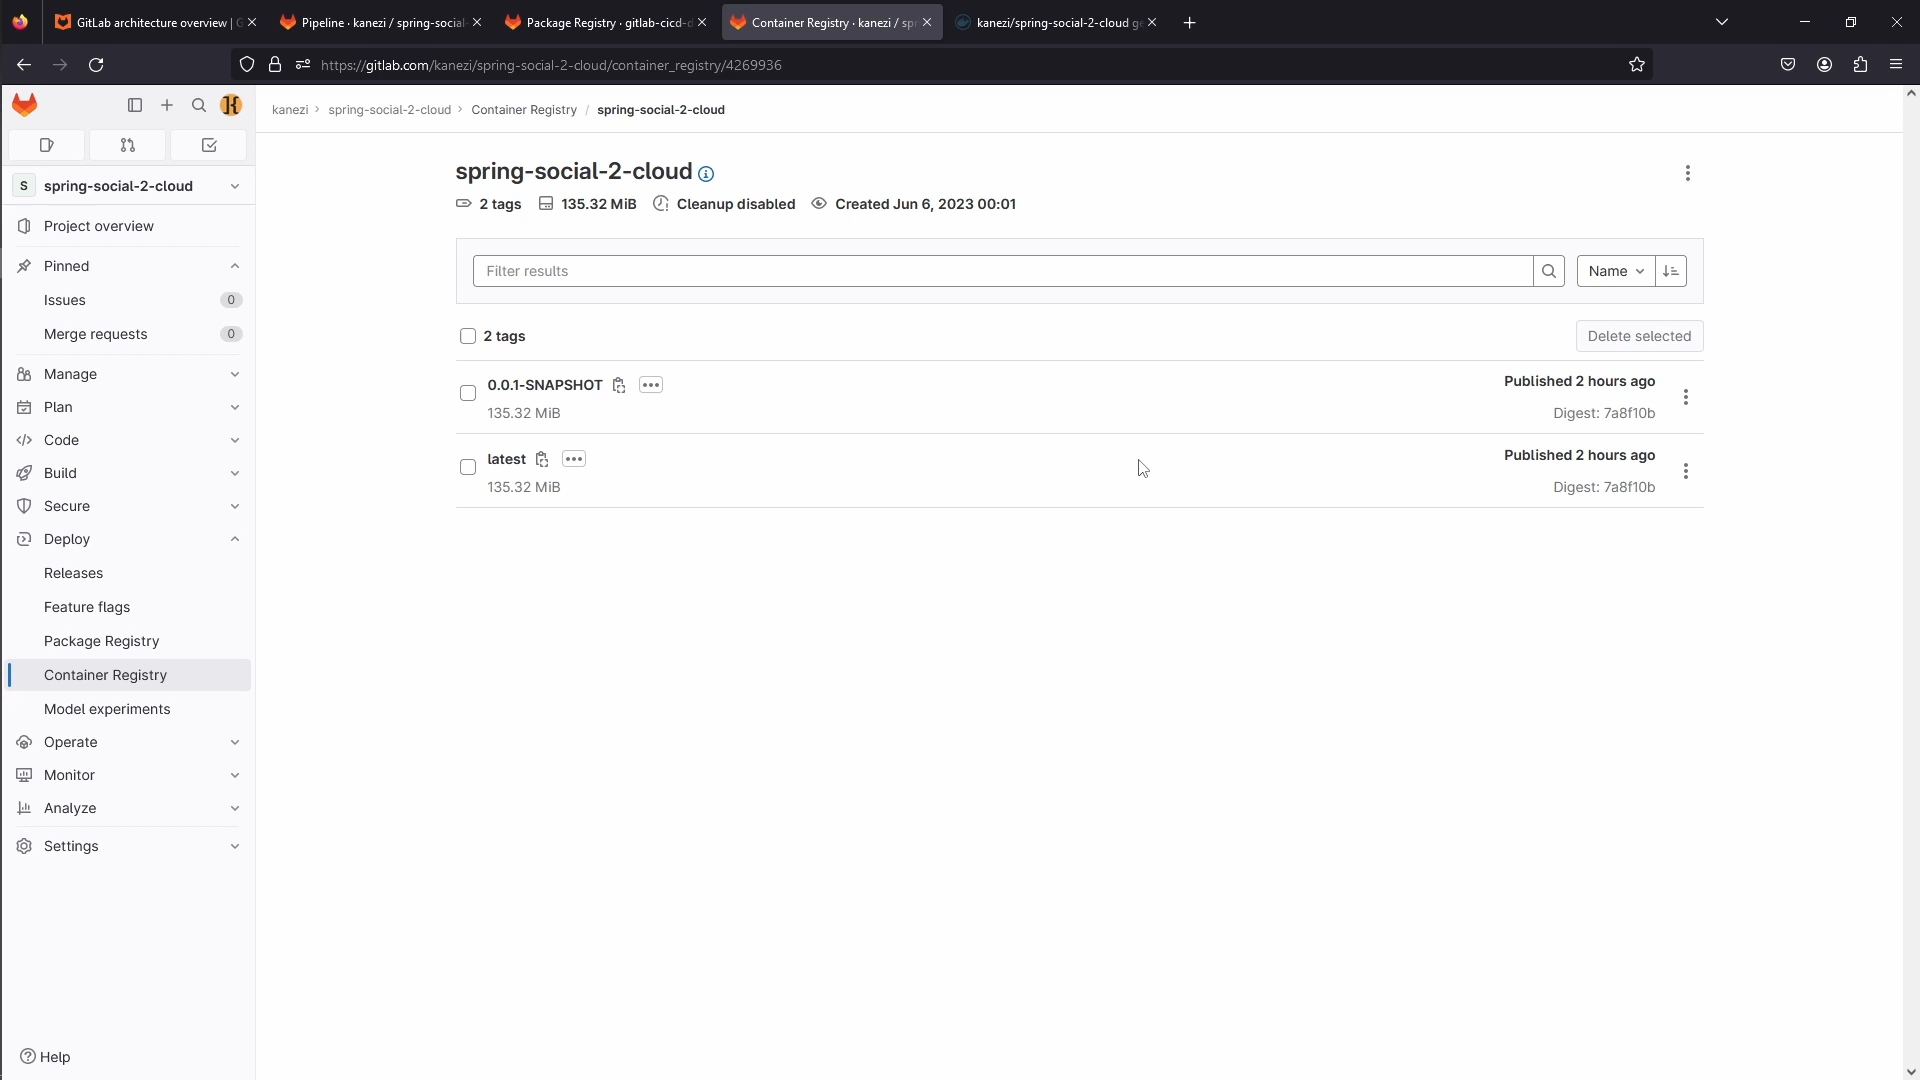 GitLab architecture overview | G
Pipeline · kanezi / spring-social-
Package Registry · gitlab-cicd-d
Container Registry · kanezi / spr
kanezi/spring-social-2-cloud ge
https://gitlab.com/kanezi/spring-social-2-cloud/container_registry/4269936
kanezi > spring-social-2-cloud > Container Registry / spring-social-2-cloud
S spring-social-2-cloud
Project overview
Pinned
Issues 0
Merge requests 0
Manage
Plan
Code
Build
Secure
Deploy
Releases
Feature flags
Package Registry
Container Registry
Model experiments
Operate
Monitor
Analyze
Settings
Help
spring-social-2-cloud
2 tags 135.32 MiB Cleanup disabled Created Jun 6, 2023 00:01
Filter results
Name
2 tags
Delete selected
0.0.1-SNAPSHOT
Published 2 hours ago
135.32 MiB
Digest: 7a8f10b
latest
Published 2 hours ago
135.32 MiB
Digest: 7a8f10b